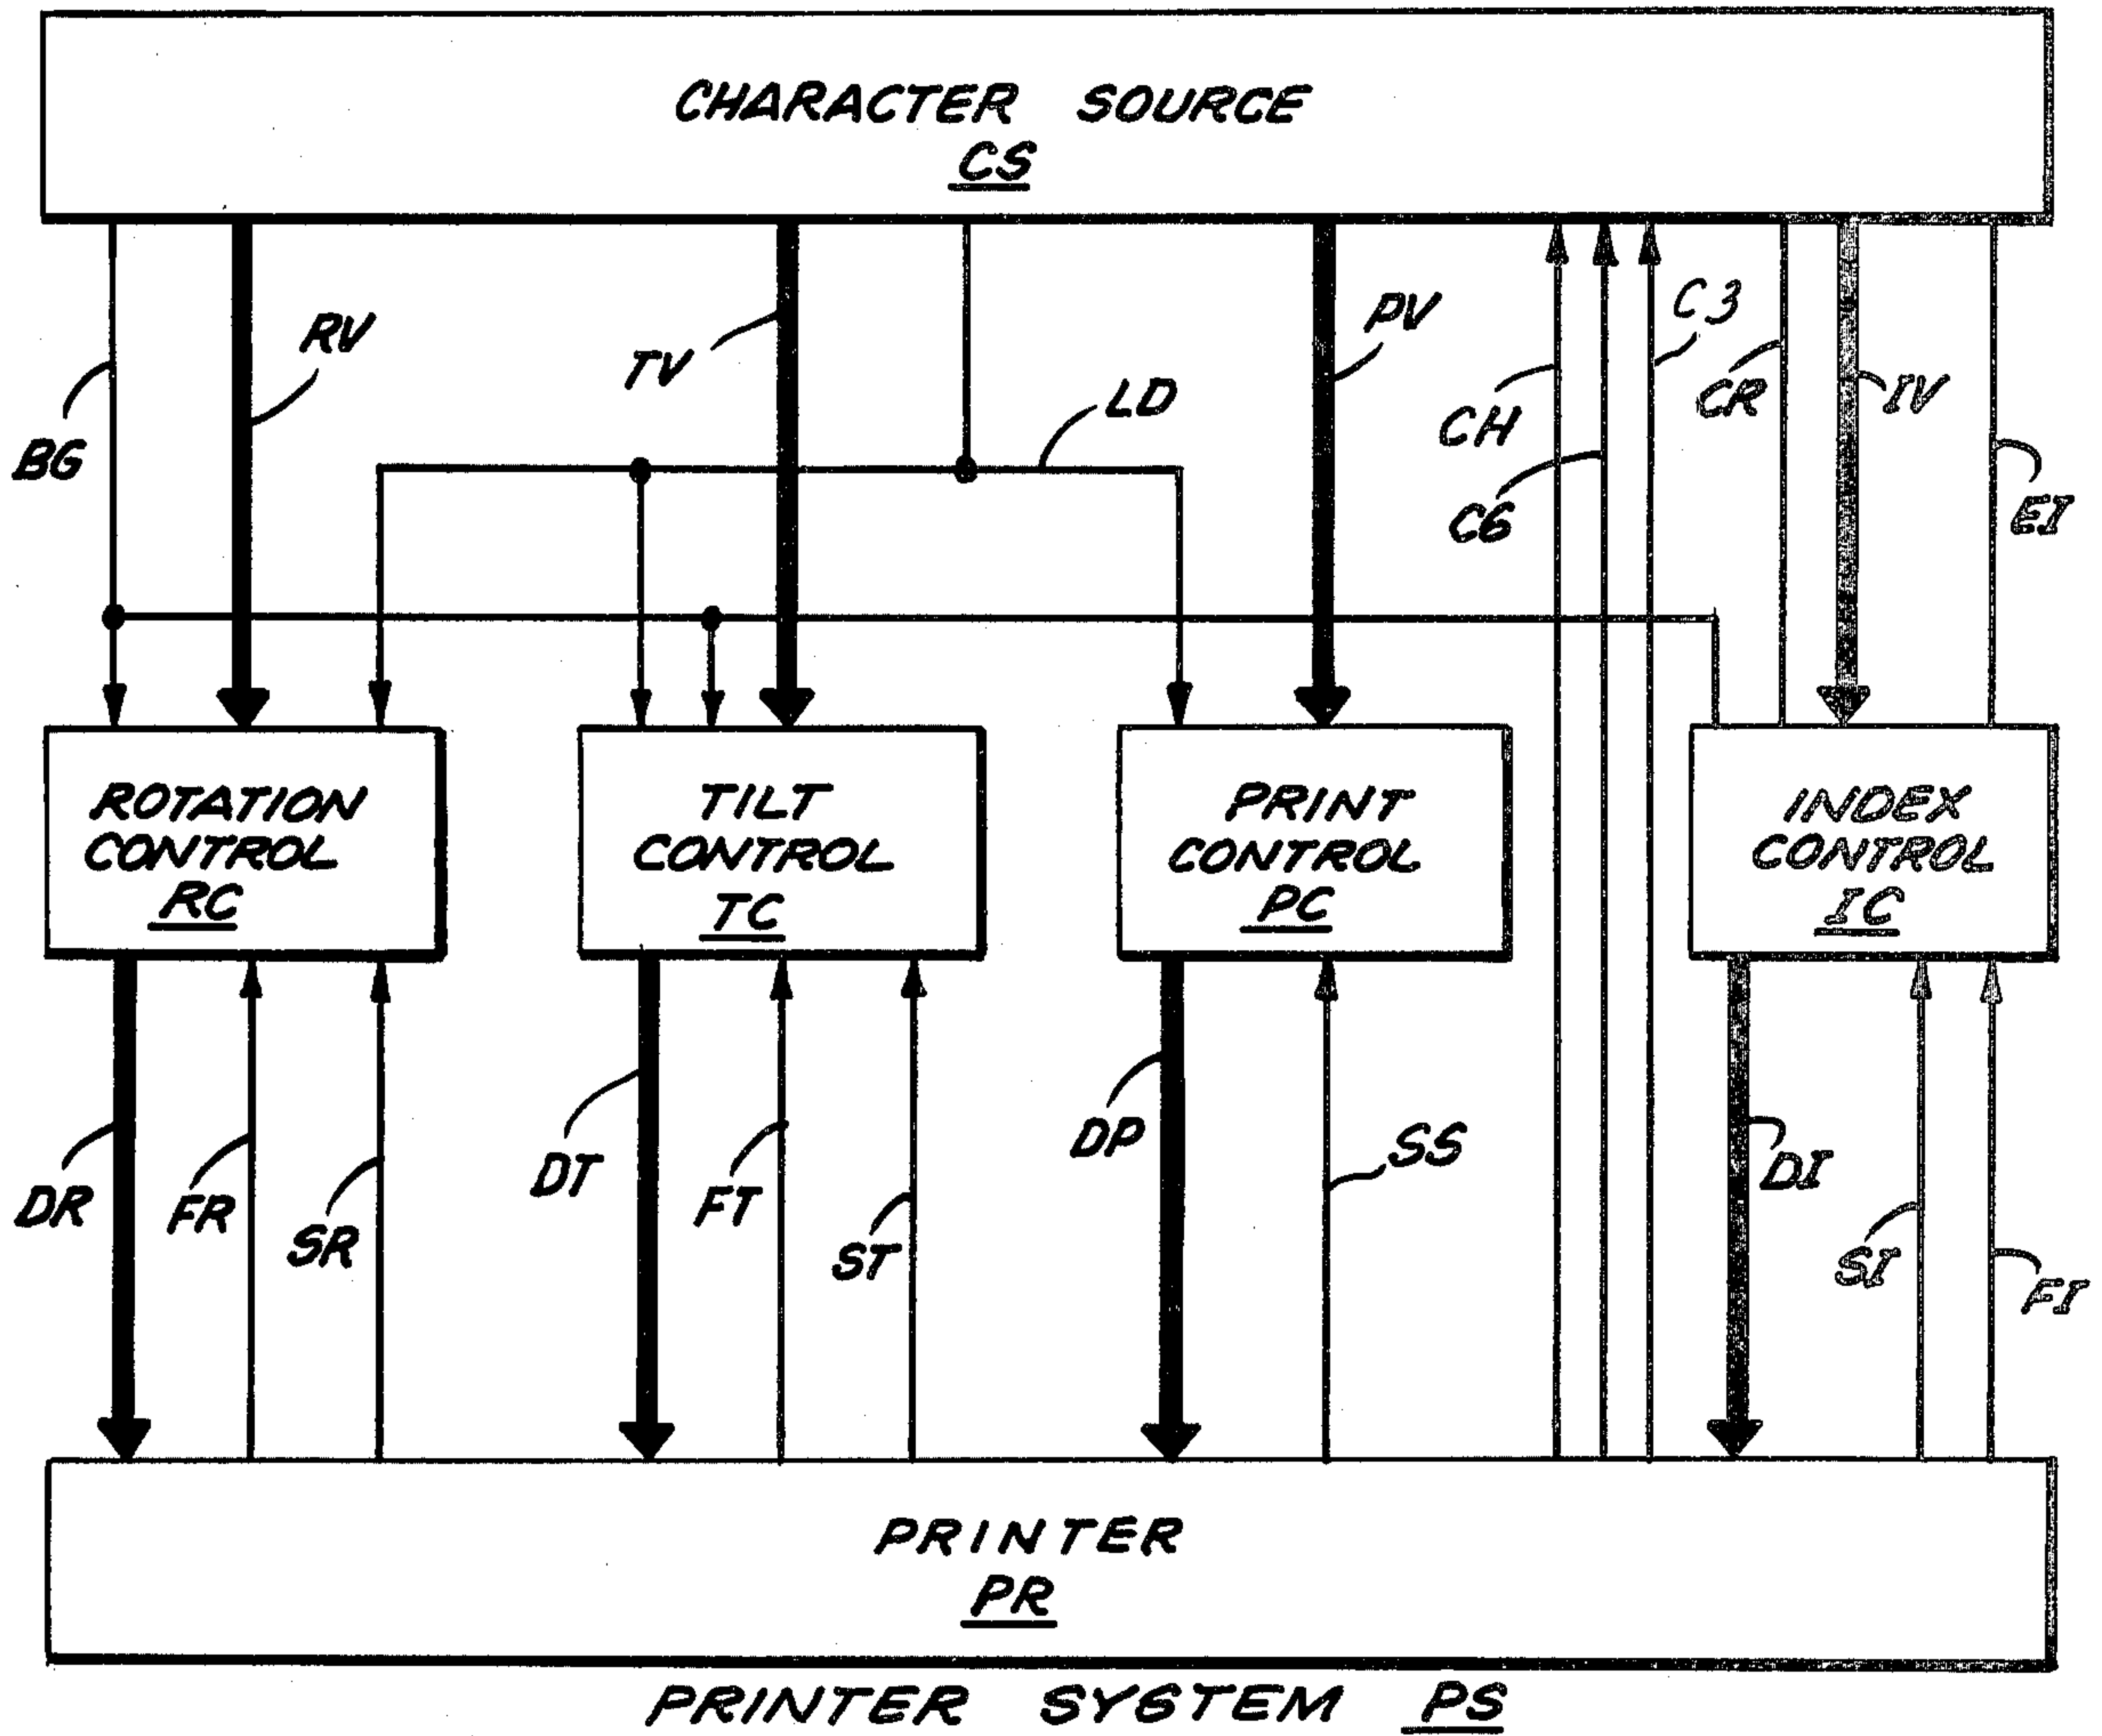 CHARACTER SOURCE
CS
BG
RV
TV
LD
PV
CH
C6
C3
CR
IV
EI
ROTATION
CONTROL
RC
TILT
CONTROL
TC
PRINT
CONTROL
PC
INDEX
CONTROL
IC
DR
FR
SR
DT
FT
ST
DP
SS
DI
SI
FI
PRINTER
PR
PRINTER SYSTEM PS